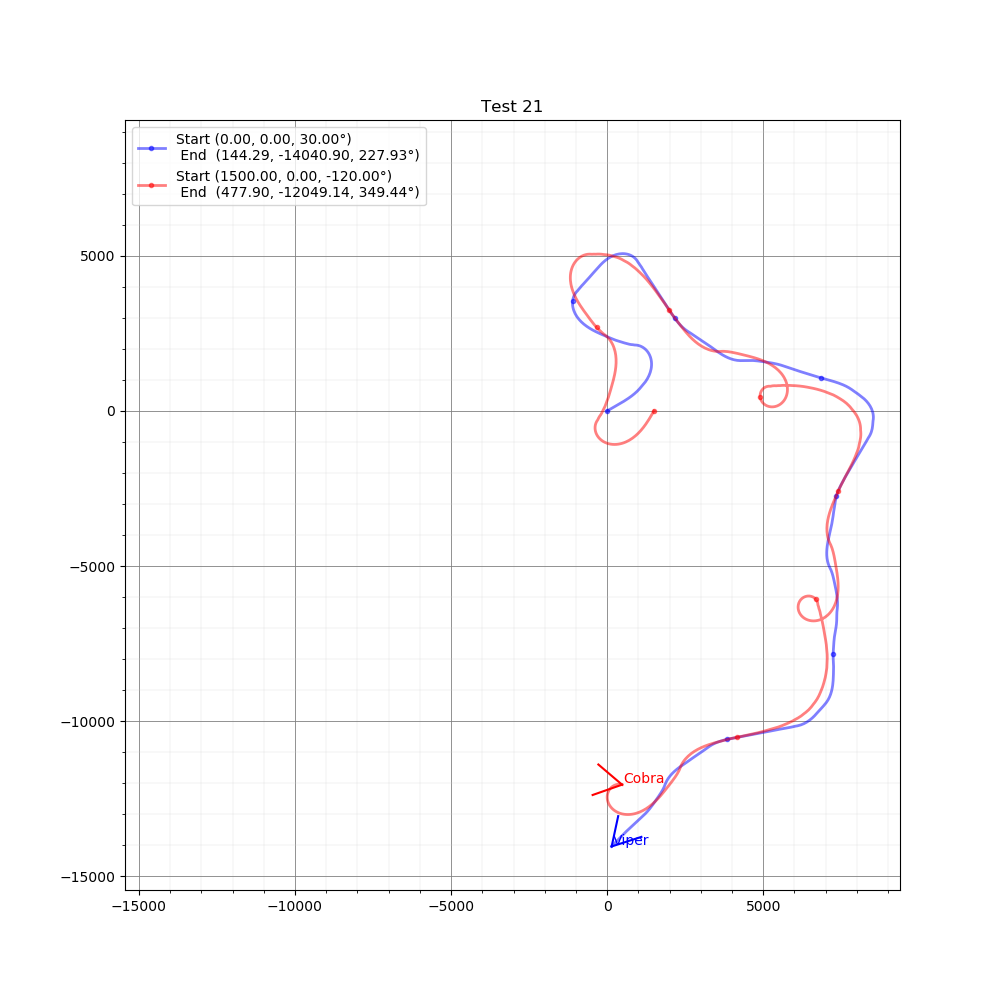 Test 21
Start (0.00, 0.00, 30.00°)
End (144.29, -14040.90, 227.93°)
Start (1500.00, 0.00, -120.00°)
End (477.90, -12049.14, 349.44°)
5000
0
−5000
−10000
−15000
Cobra
Viper
−15000 −10000 −5000 0 5000